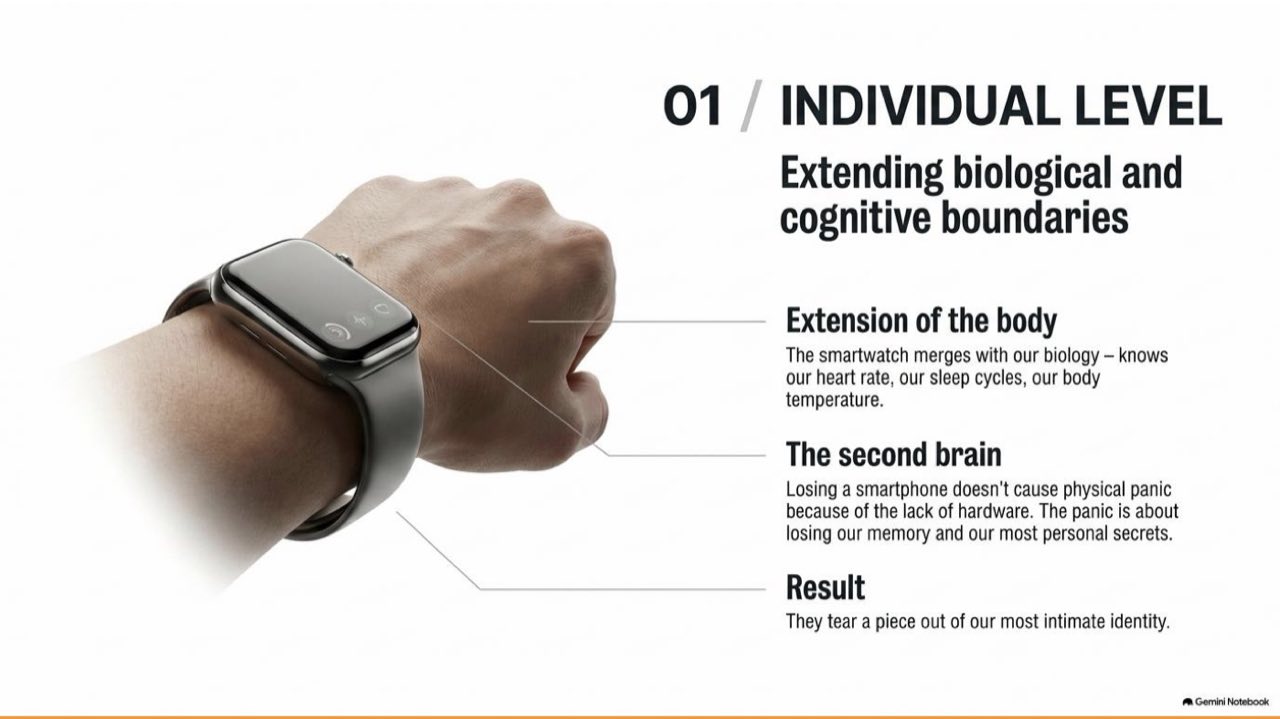 01 / INDIVIDUAL LEVEL
Extending biological and
cognitive boundaries
Extension of the body
The smartwatch merges with our biology – knows
our heart rate, our sleep cycles, our body
temperature.
The second brain
Losing a smartphone doesn't cause physical panic
because of the lack of hardware. The panic is about
losing our memory and our most personal secrets.
Result
They tear a piece out of our most intimate identity.
Gemini Notebook